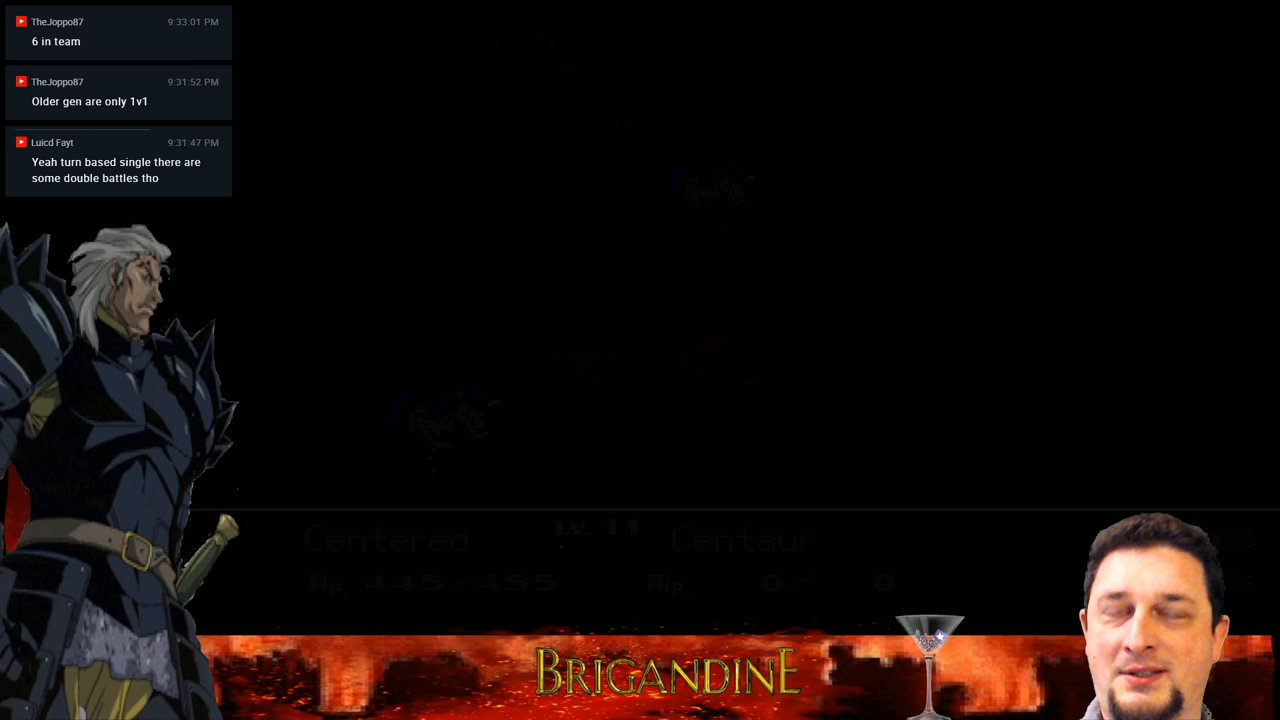 TheJoppo87 9:33:01 PM
6 in team
TheJoppo87 9:31:52 PM
Older gen are only 1v1
Luicd Fayt 9:31:47 PM
Yeah turn based single there are
some double battles tho
Centered Lv. 11 Centaur
Hp. 445/455 Mp. 0/ 0
BRIGANDINE